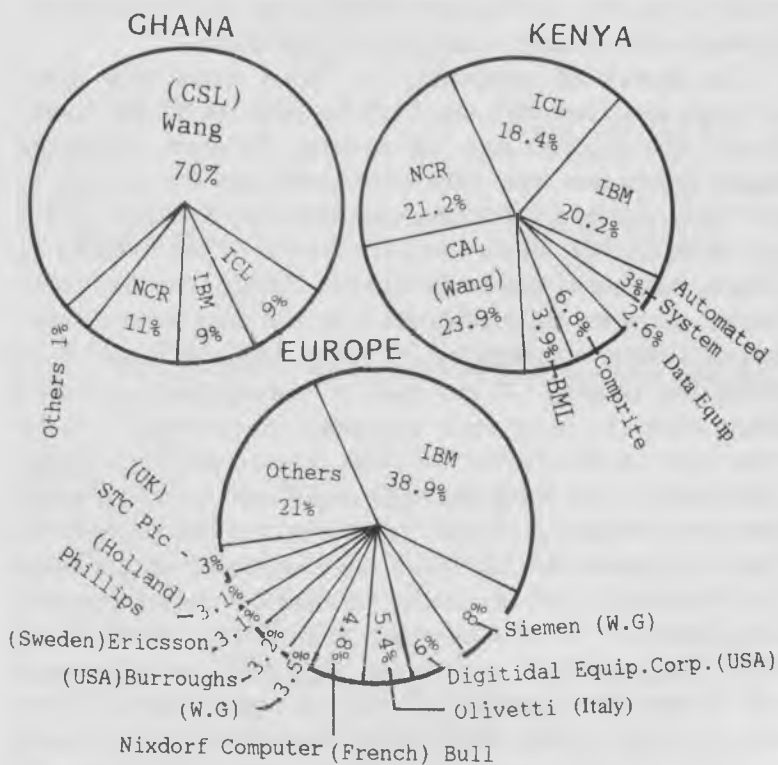 GHANA
(CSL)
Wang
70%
ICL
9%
IBM
9%
NCR
11%
Others 1%
KENYA
ICL
18.4%
IBM
20.2%
NCR
21.2%
CAL
(Wang)
23.9%
3% Automated
System
2.6% Data Equip
6.8% Comprite
3.9% BML
EUROPE
IBM
38.9%
Others
21%
(UK)
STC Pic - 3%
(Holland)
Phillips 3.1%
(Sweden)Ericsson 3.1%
(USA)Burroughs 3.2%
(W.G) 3.5%
Nixdorf Computer
4.8% (French) Bull
5.4% Olivetti (Italy)
6% Digitidal Equip.Corp.(USA)
8% Siemen (W.G)